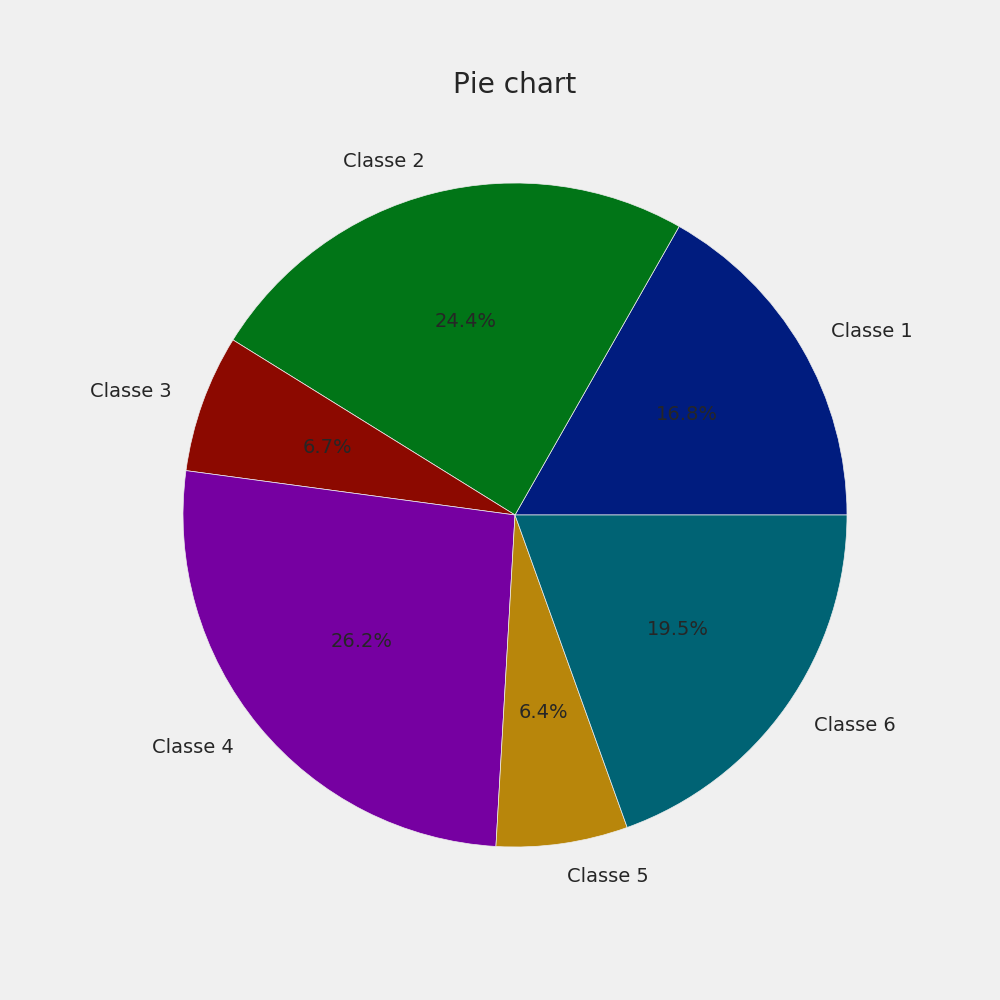 Pie chart
Classe 1
16.8%
Classe 2
24.4%
Classe 3
6.7%
Classe 4
26.2%
Classe 5
6.4%
Classe 6
19.5%